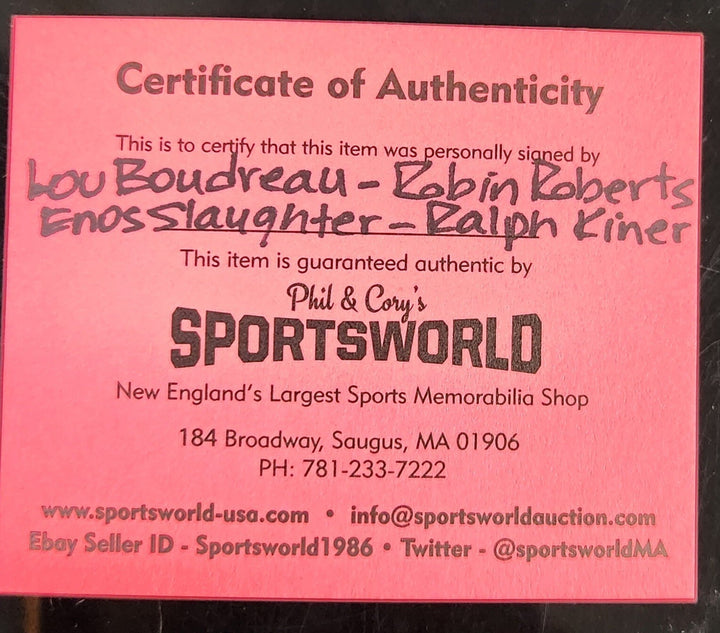 Certificate of Authenticity
This is to certify that this item was personally signed by
Lou Boudreau - Robin Roberts
Enos Slaughter - Ralph Kiner
This item is guaranteed authentic by
Phil & Cory's
SPORTSWORLD
New England's Largest Sports Memorabilia Shop
184 Broadway, Saugus, MA 01906
PH: 781-233-7222
www.sportsworld-usa.com • info@sportsworldauction.com
Ebay Seller ID - Sportsworld1986 • Twitter - @sportsworldMA